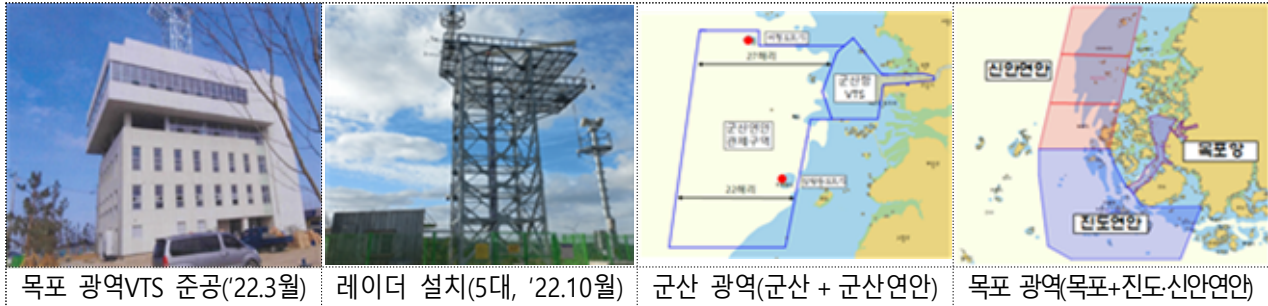 27해리
군산항
VTS
군산연안
관제구역
22해리
신안연안
목포항
진도연안
목포 광역VTS 준공('22.3월)
레이더 설치(5대, '22.10월)
군산 광역(군산 + 군산연안)
목포 광역(목포+진도·신안연안)